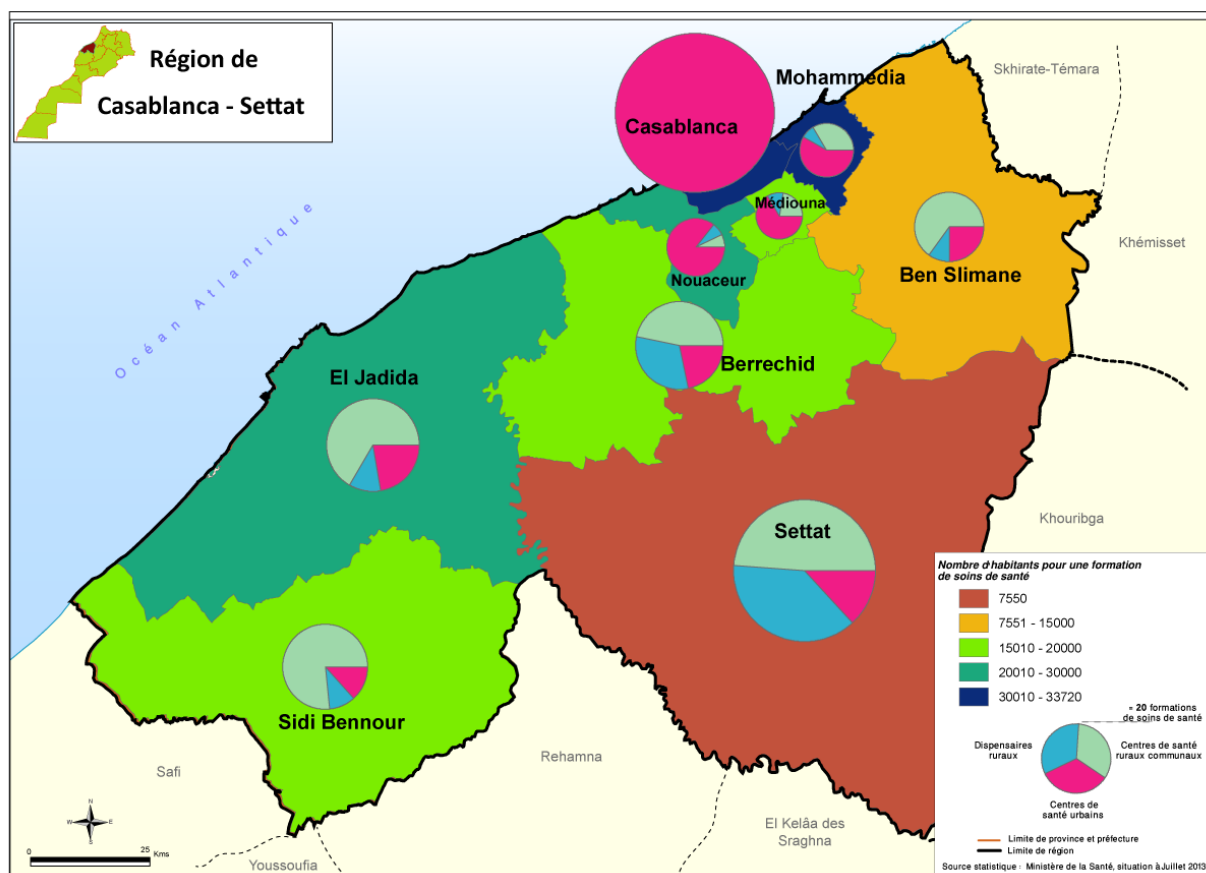 Région de
Casablanca - Settat
Skhirate-Témara
Mohammedia
Casablanca
Médiouna
Océan Atlantique
Khémisset
Nouaceur
Ben Slimane
Berrechid
El Jadida
Settat
Khouribga
Sidi Bennour
Safi
Rehamna
El Kelâa des
Sraghna
Youssoufia
N
W E
S
0 25 Kms
Nombre d'habitants pour une formation
de soins de santé
7550
7551 - 15000
15010 - 20000
20010 - 30000
30010 - 33720
= 20 formations
de soins de santé
Dispensaires
ruraux
Centres de santé
ruraux communaux
Centres de
santé urbains
Limite de province et préfecture
Limite de région
Source statistique : Ministère de la Santé, situation à Juillet 2013